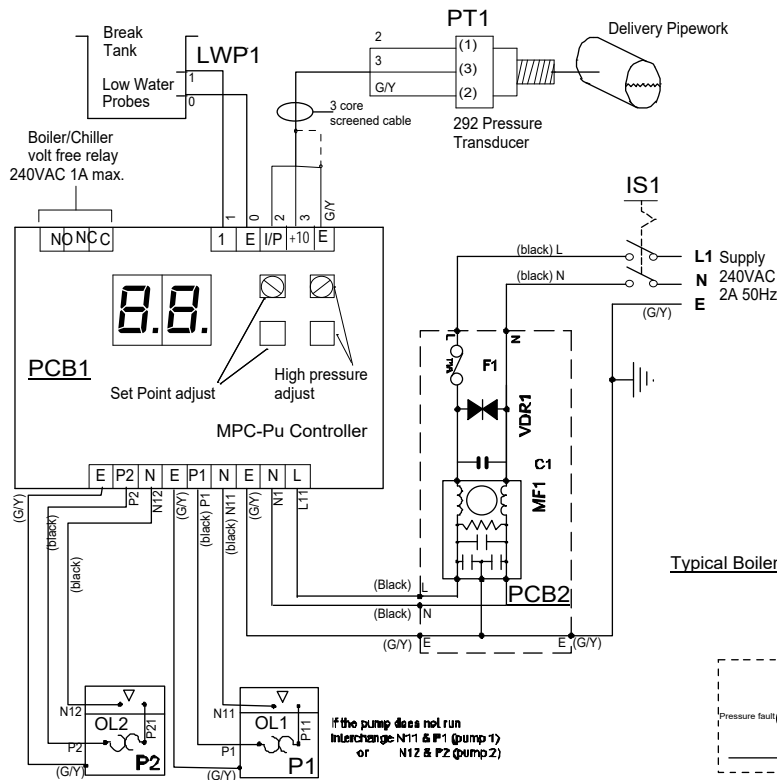 Break
Tank
LWP1
Low Water
Probes
1
0
PT1
2
(1)
3
(3)
G/Y
(2)
Delivery Pipework
3 core
screened cable
292 Pressure
Transducer
Boiler/Chiller
volt free relay
240VAC 1A max.
IS1
1
0
2
3
G/Y
NO NC C
1 E I/P +10 E
(black) L
L1 Supply
(black) N
N 240VAC
2A 50Hz
E
(G/Y)
8.8.
PCB1
Set Point adjust
High pressure
adjust
MPC-Pu Controller
L
N
F1
VDR1
C1
MF1
E P2 N E P1 N E N L
(G/Y)
(black)
P2
N12
(black)
(G/Y)
(black) P1
(black) N11
(G/Y)
N1
L11
(Black)
L
PCB2
(Black)
N
(G/Y)
E
E
(G/Y)
Typical Boiler
N12
OL2
P21
P2
P2
(G/Y)
N11
OL1
P11
P1
P1
(G/Y)
If the pump does not run
Interchange N11 & P1 (pump 1)
or N12 & P2 (pump 2)
Pressure fault